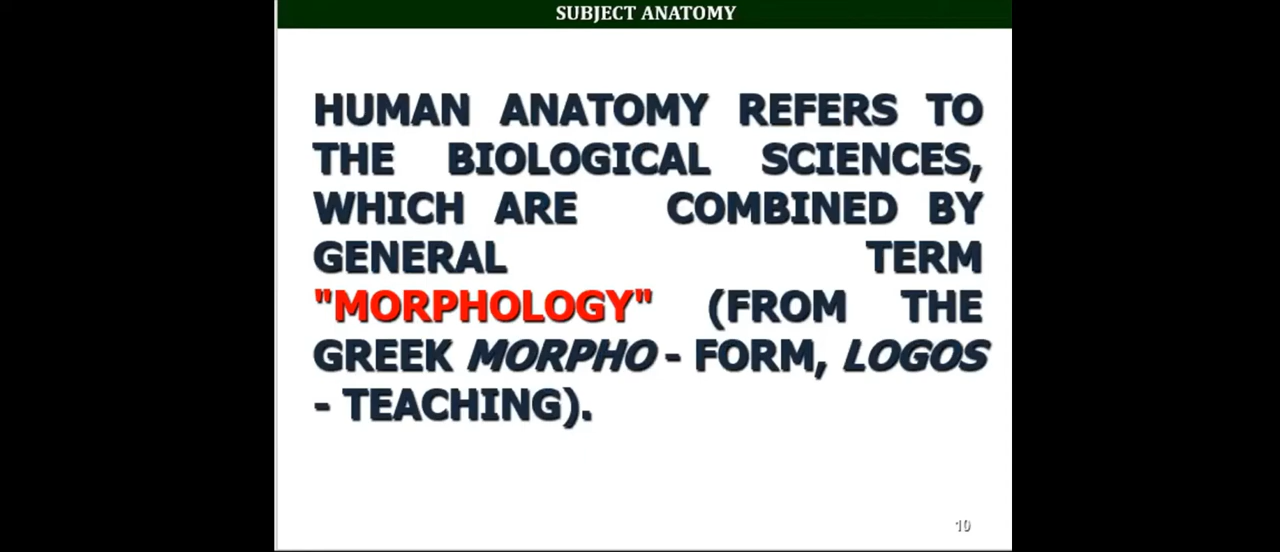 SUBJECT ANATOMY
HUMAN ANATOMY REFERS TO
THE BIOLOGICAL SCIENCES,
WHICH ARE COMBINED BY
GENERAL TERM
"MORPHOLOGY" (FROM THE
GREEK MORPHO - FORM, LOGOS
- TEACHING).
10